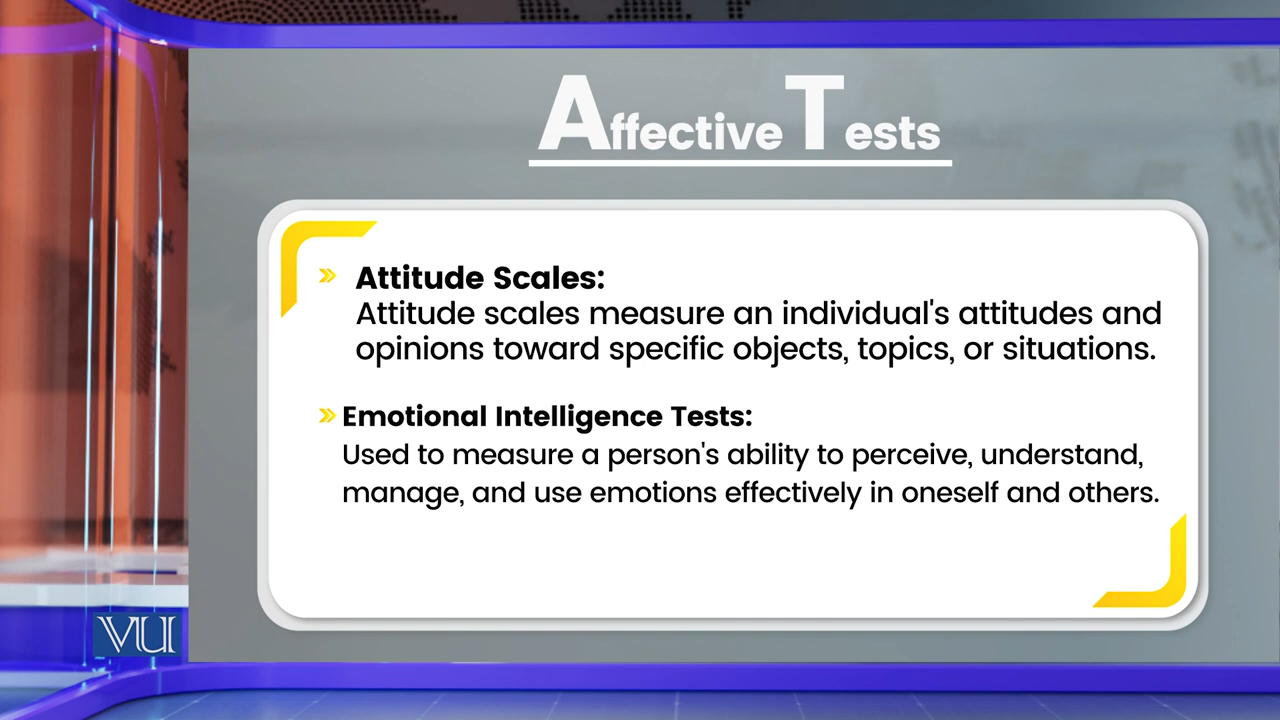 Affective Tests
Attitude Scales:
Attitude scales measure an individual's attitudes and
opinions toward specific objects, topics, or situations.
Emotional Intelligence Tests:
Used to measure a person's ability to perceive, understand,
manage, and use emotions effectively in oneself and others.
VU